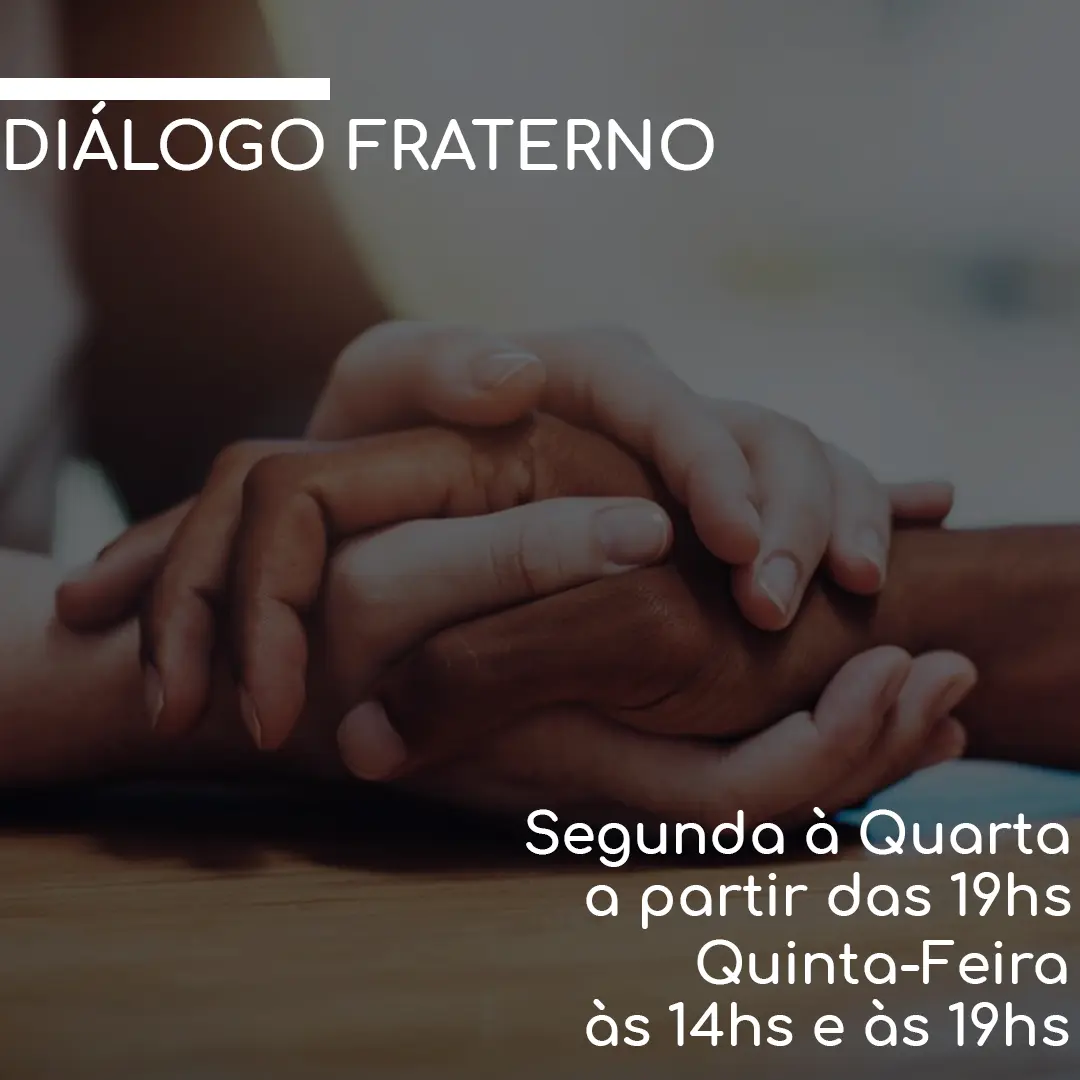 DIÁLOGO FRATERNO
Segunda à Quarta
a partir das 19hs
Quinta-Feira
às 14hs e às 19hs